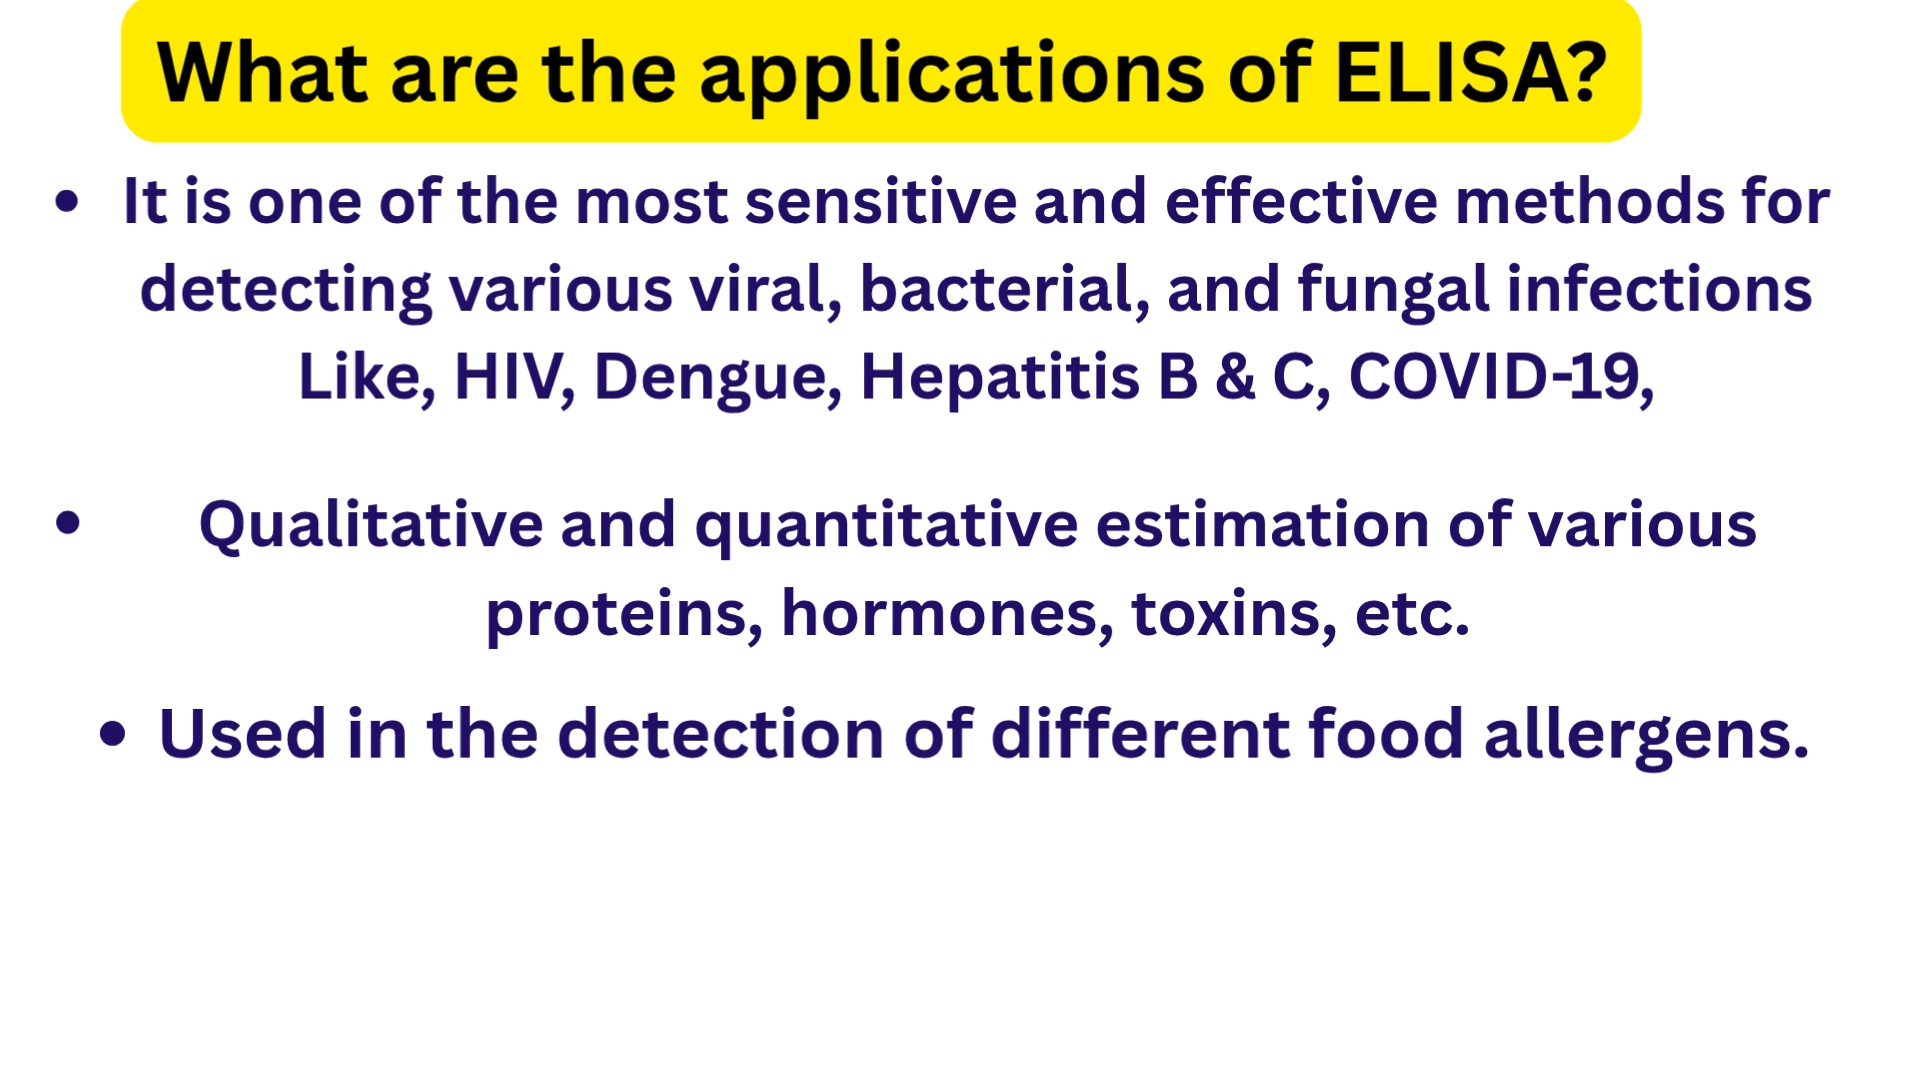 What are the applications of ELISA?
• It is one of the most sensitive and effective methods for
detecting various viral, bacterial, and fungal infections
Like, HIV, Dengue, Hepatitis B & C, COVID-19,
• Qualitative and quantitative estimation of various
proteins, hormones, toxins, etc.
• Used in the detection of different food allergens.